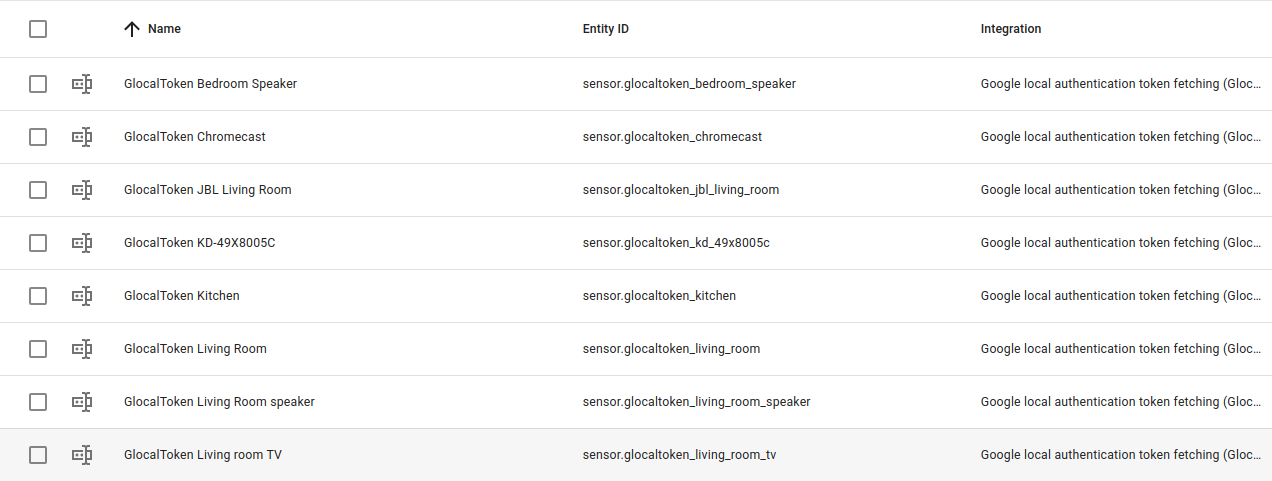 Name Entity ID Integration
GlocalToken Bedroom Speaker sensor.glocaltoken_bedroom_speaker Google local authentication token fetching (Gloc...
GlocalToken Chromecast sensor.glocaltoken_chromecast Google local authentication token fetching (Gloc...
GlocalToken JBL Living Room sensor.glocaltoken_jbl_living_room Google local authentication token fetching (Gloc...
GlocalToken KD-49X8005C sensor.glocaltoken_kd_49x8005c Google local authentication token fetching (Gloc...
GlocalToken Kitchen sensor.glocaltoken_kitchen Google local authentication token fetching (Gloc...
GlocalToken Living Room sensor.glocaltoken_living_room Google local authentication token fetching (Gloc...
GlocalToken Living Room speaker sensor.glocaltoken_living_room_speaker Google local authentication token fetching (Gloc...
GlocalToken Living room TV sensor.glocaltoken_living_room_tv Google local authentication token fetching (Gloc...